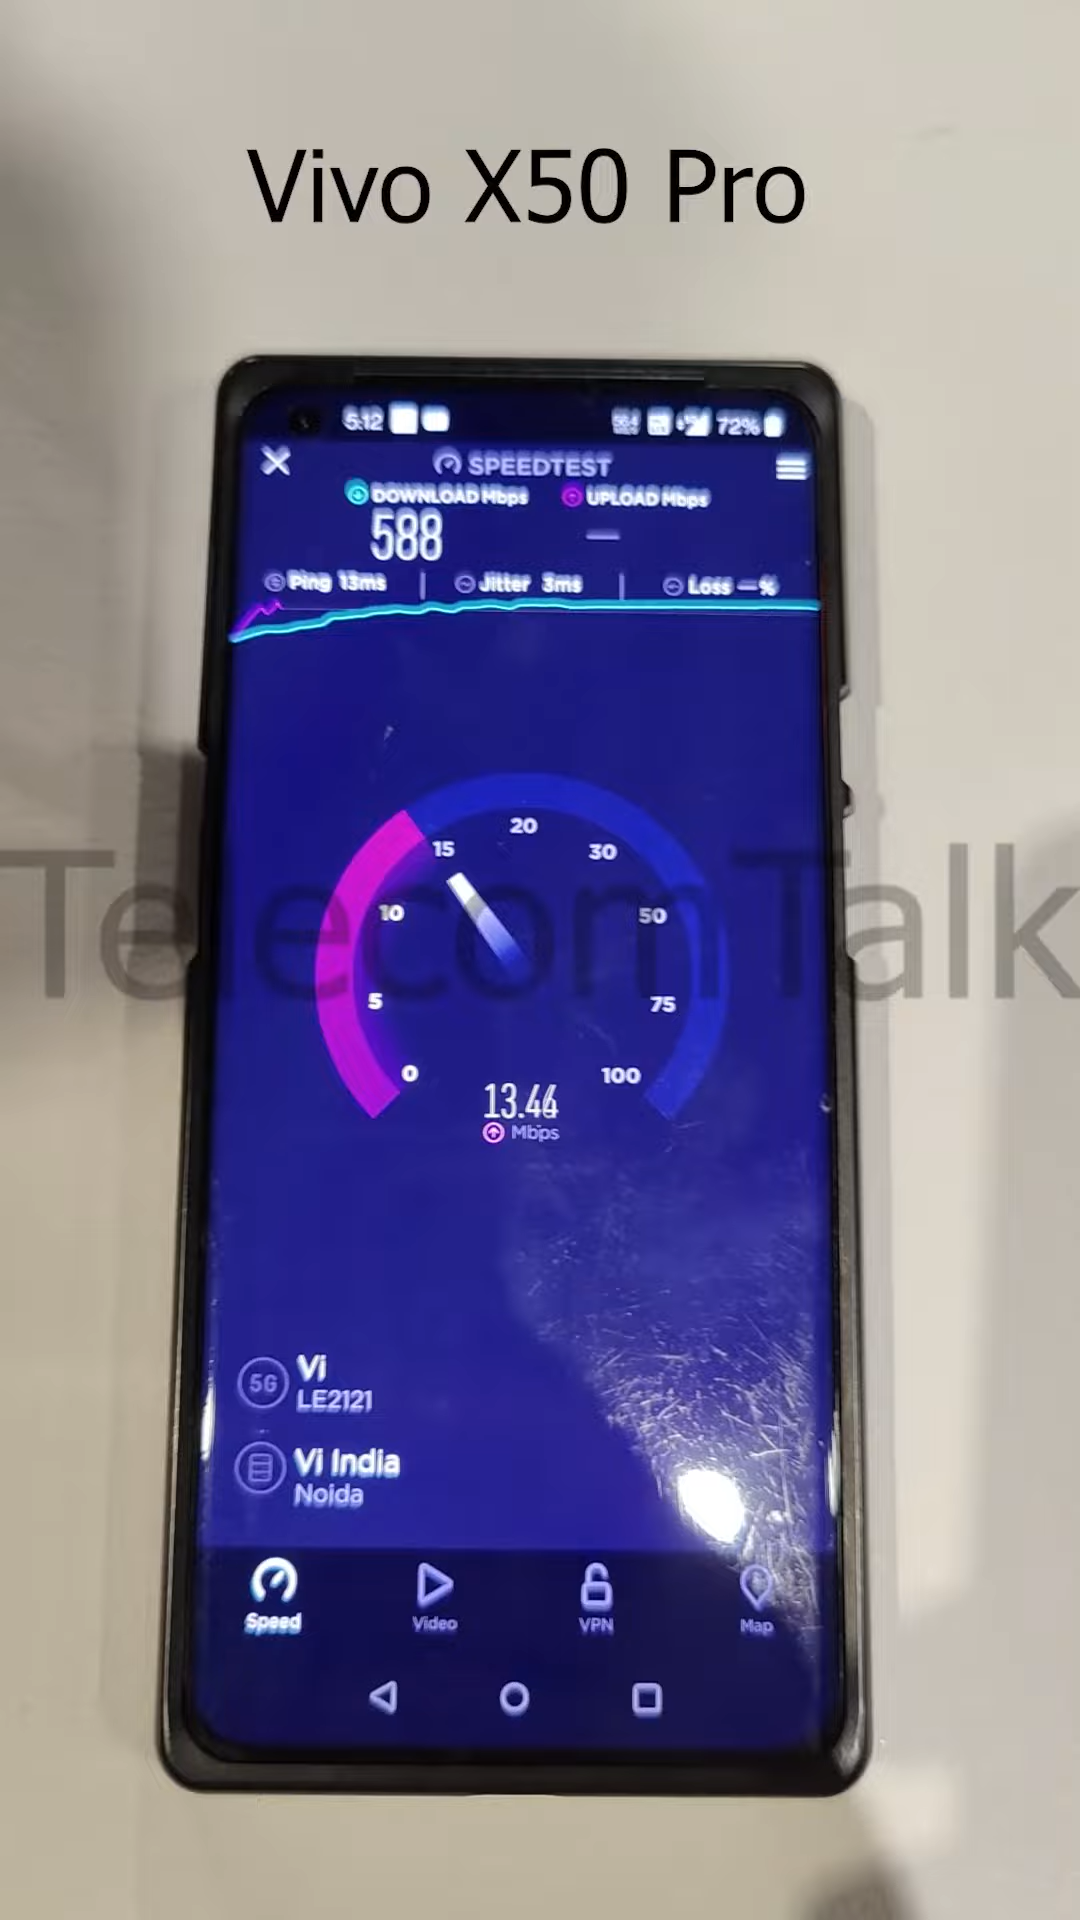 Vivo X50 Pro
5:12 72%
SPEEDTEST
DOWNLOAD Mbps UPLOAD Mbps
588 —
Ping 13ms Jitter 3ms Loss —%
20
15 30
10 50
5 75
0 100
13.44
Mbps
TelecomTalk
5G Vi
LE2121
Vi India
Noida
Speed Video VPN Map